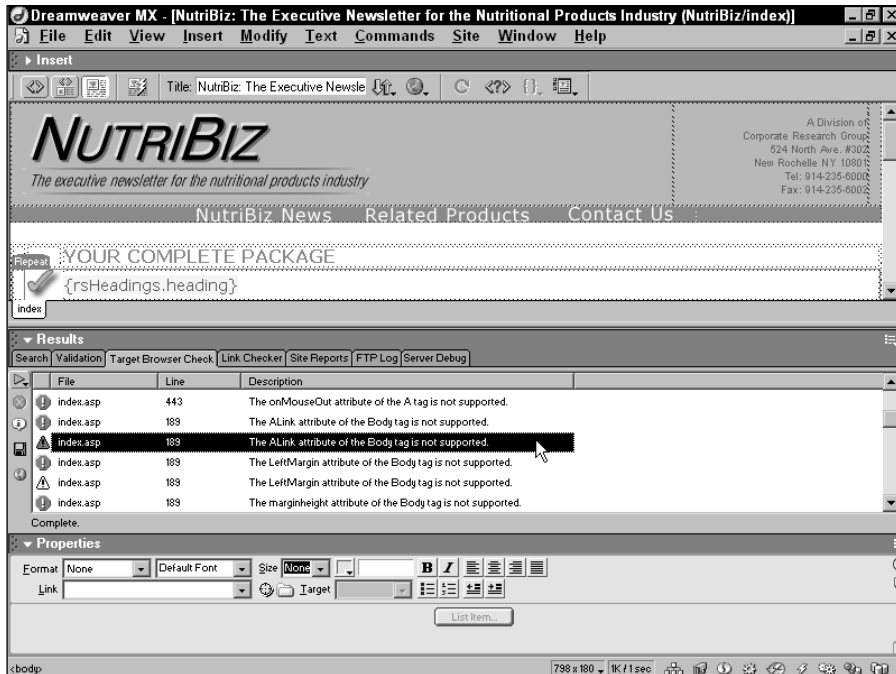 Dreamweaver MX - [NutriBiz: The Executive Newsletter for the Nutritional Products Industry (NutriBiz/index)]
File Edit View Insert Modify Text Commands Site Window Help
Insert
Title: NutriBiz: The Executive Newsle
NUTRIBIZ
The executive newsletter for the nutritional products industry
A Division of
Corporate Research Group
524 North Ave. #302
New Rochelle NY 10801
Tel: 914-235-6000
Fax: 914-235-6002
NutriBiz News Related Products Contact Us
Repeat YOUR COMPLETE PACKAGE
{rsHeadings.heading}
index
Results
Search Validation Target Browser Check Link Checker Site Reports FTP Log Server Debug
File Line Description
index.asp 443 The onMouseOut attribute of the A tag is not supported.
index.asp 189 The ALink attribute of the Body tag is not supported.
index.asp 189 The ALink attribute of the Body tag is not supported.
index.asp 189 The LeftMargin attribute of the Body tag is not supported.
index.asp 189 The LeftMargin attribute of the Body tag is not supported.
index.asp 189 The marginheight attribute of the Body tag is not supported.
Complete.
Properties
Format None Default Font Size None B I
Link Target
List Item...
<body> 798 x 180 1K / 1 sec